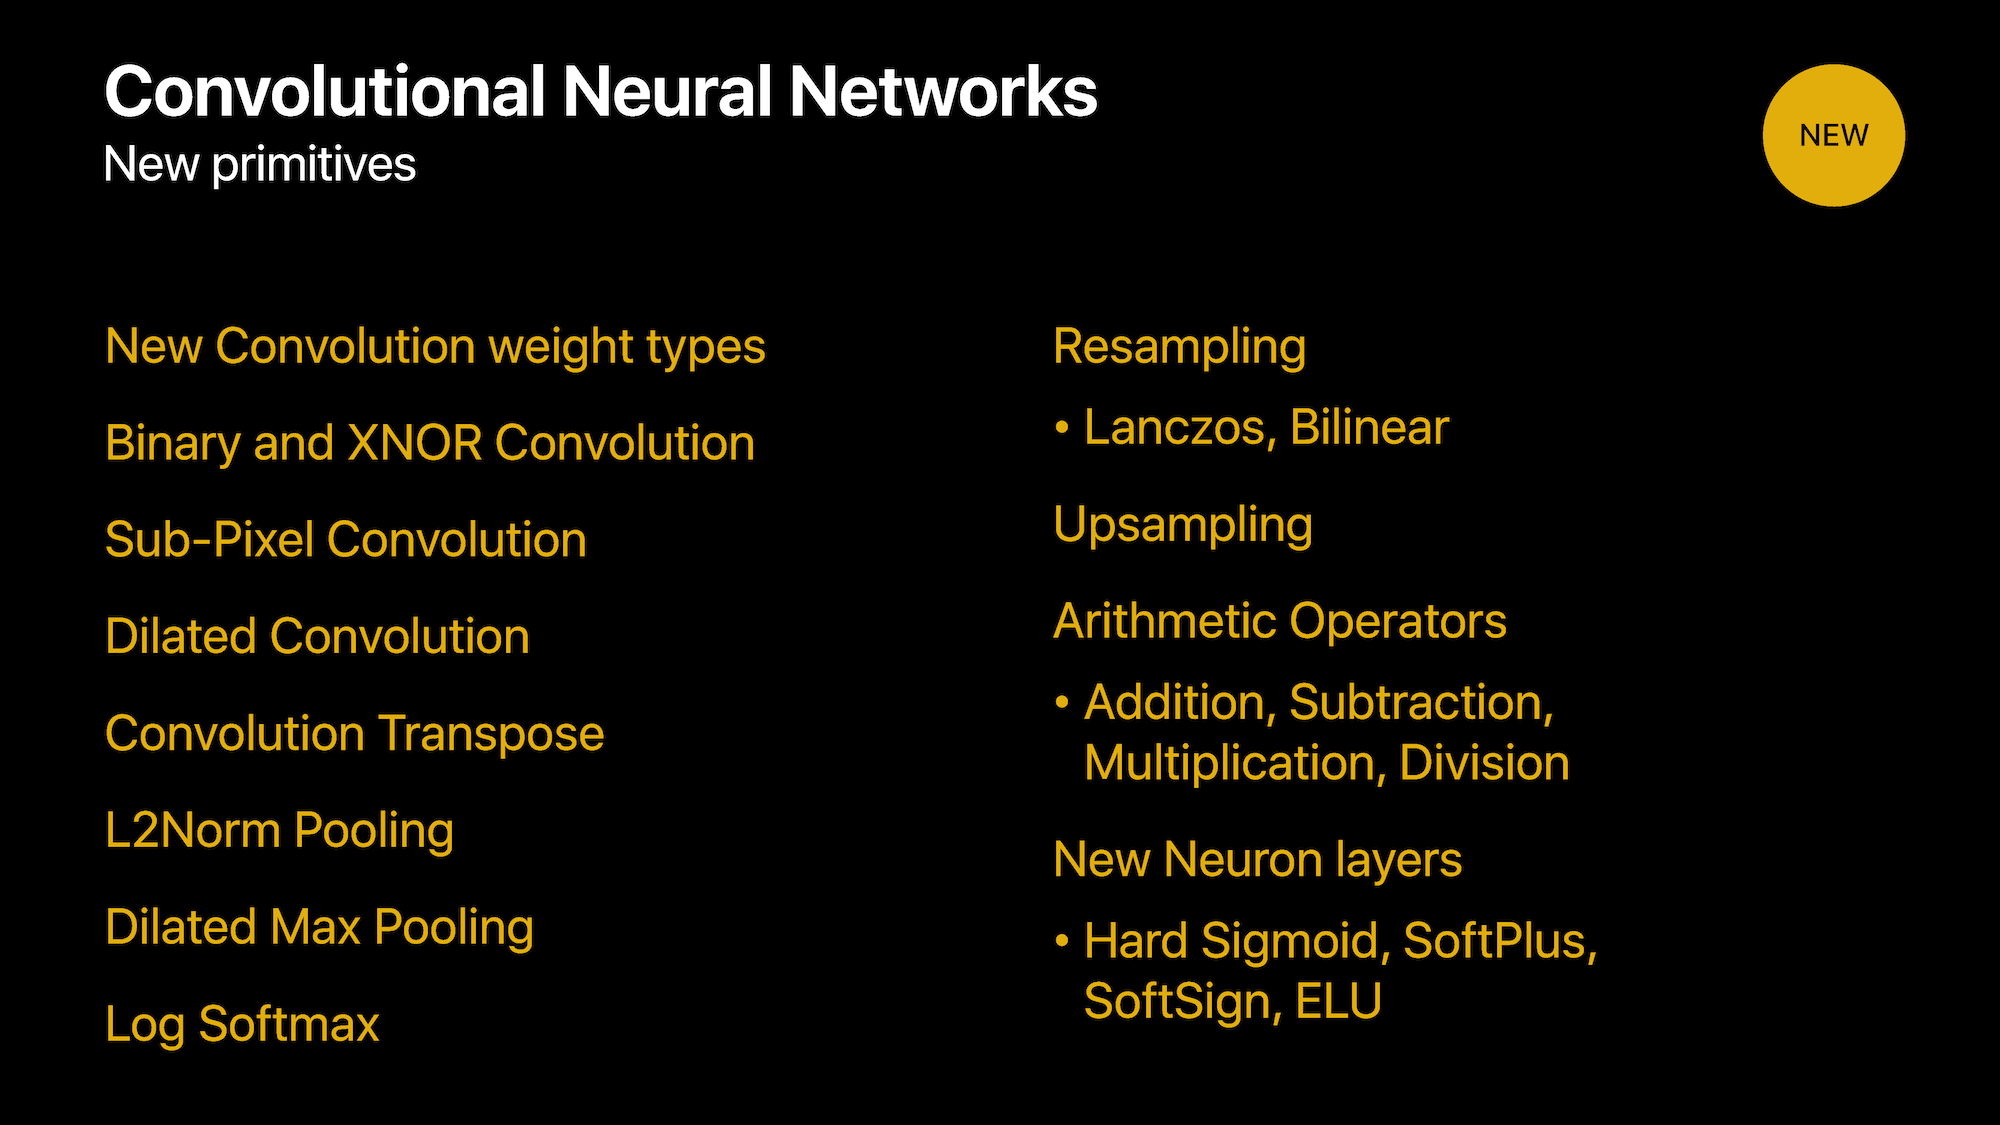 Convolutional Neural Networks
New primitives
NEW
New Convolution weight types
Binary and XNOR Convolution
Sub-Pixel Convolution
Dilated Convolution
Convolution Transpose
L2Norm Pooling
Dilated Max Pooling
Log Softmax
Resampling
• Lanczos, Bilinear
Upsampling
Arithmetic Operators
• Addition, Subtraction,
Multiplication, Division
New Neuron layers
• Hard Sigmoid, SoftPlus,
SoftSign, ELU